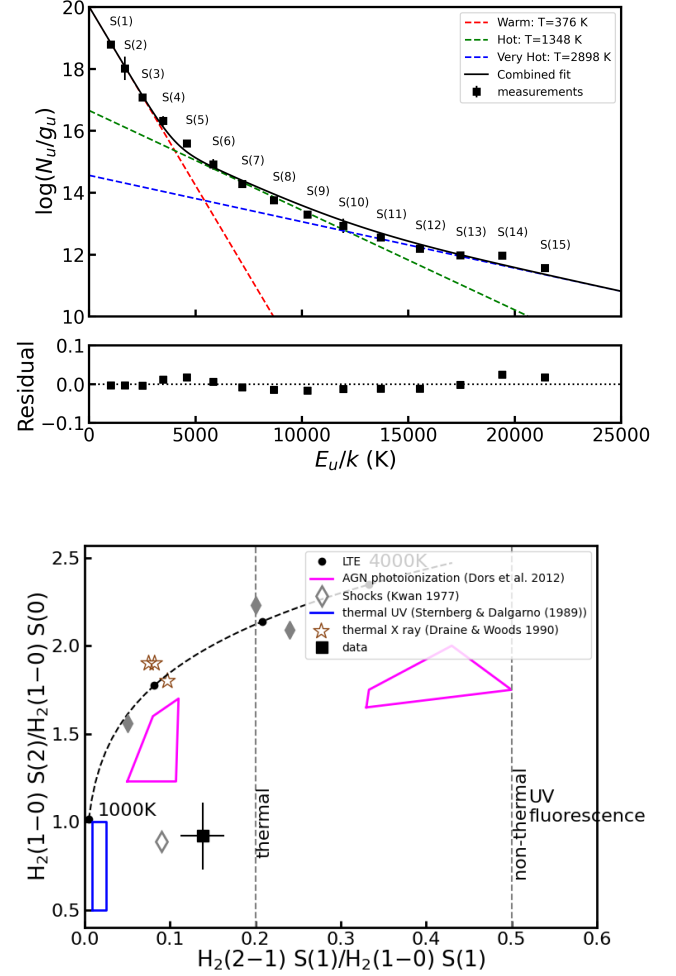 20
18
16
14
12
10
log(N_u/g_u)
S(1)
S(2)
S(3)
S(4)
S(5)
S(6)
S(7)
S(8)
S(9)
S(10)
S(11)
S(12)
S(13)
S(14)
S(15)
Warm: T=376 K
Hot: T=1348 K
Very Hot: T=2898 K
Combined fit
measurements
0.1
0.0
−0.1
Residual
0 5000 10000 15000 20000 25000
E_u/k (K)
2.5
2.0
1.5
1.0
0.5
H₂(1−0) S(2)/H₂(1−0) S(0)
4000K
LTE
AGN photoionization (Dors et al. 2012)
Shocks (Kwan 1977)
thermal UV (Sternberg & Dalgarno (1989))
thermal X ray (Draine & Woods 1990)
data
1000K
thermal
non-thermal
UV
fluorescence
0.0 0.1 0.2 0.3 0.4 0.5 0.6
H₂(2−1) S(1)/H₂(1−0) S(1)